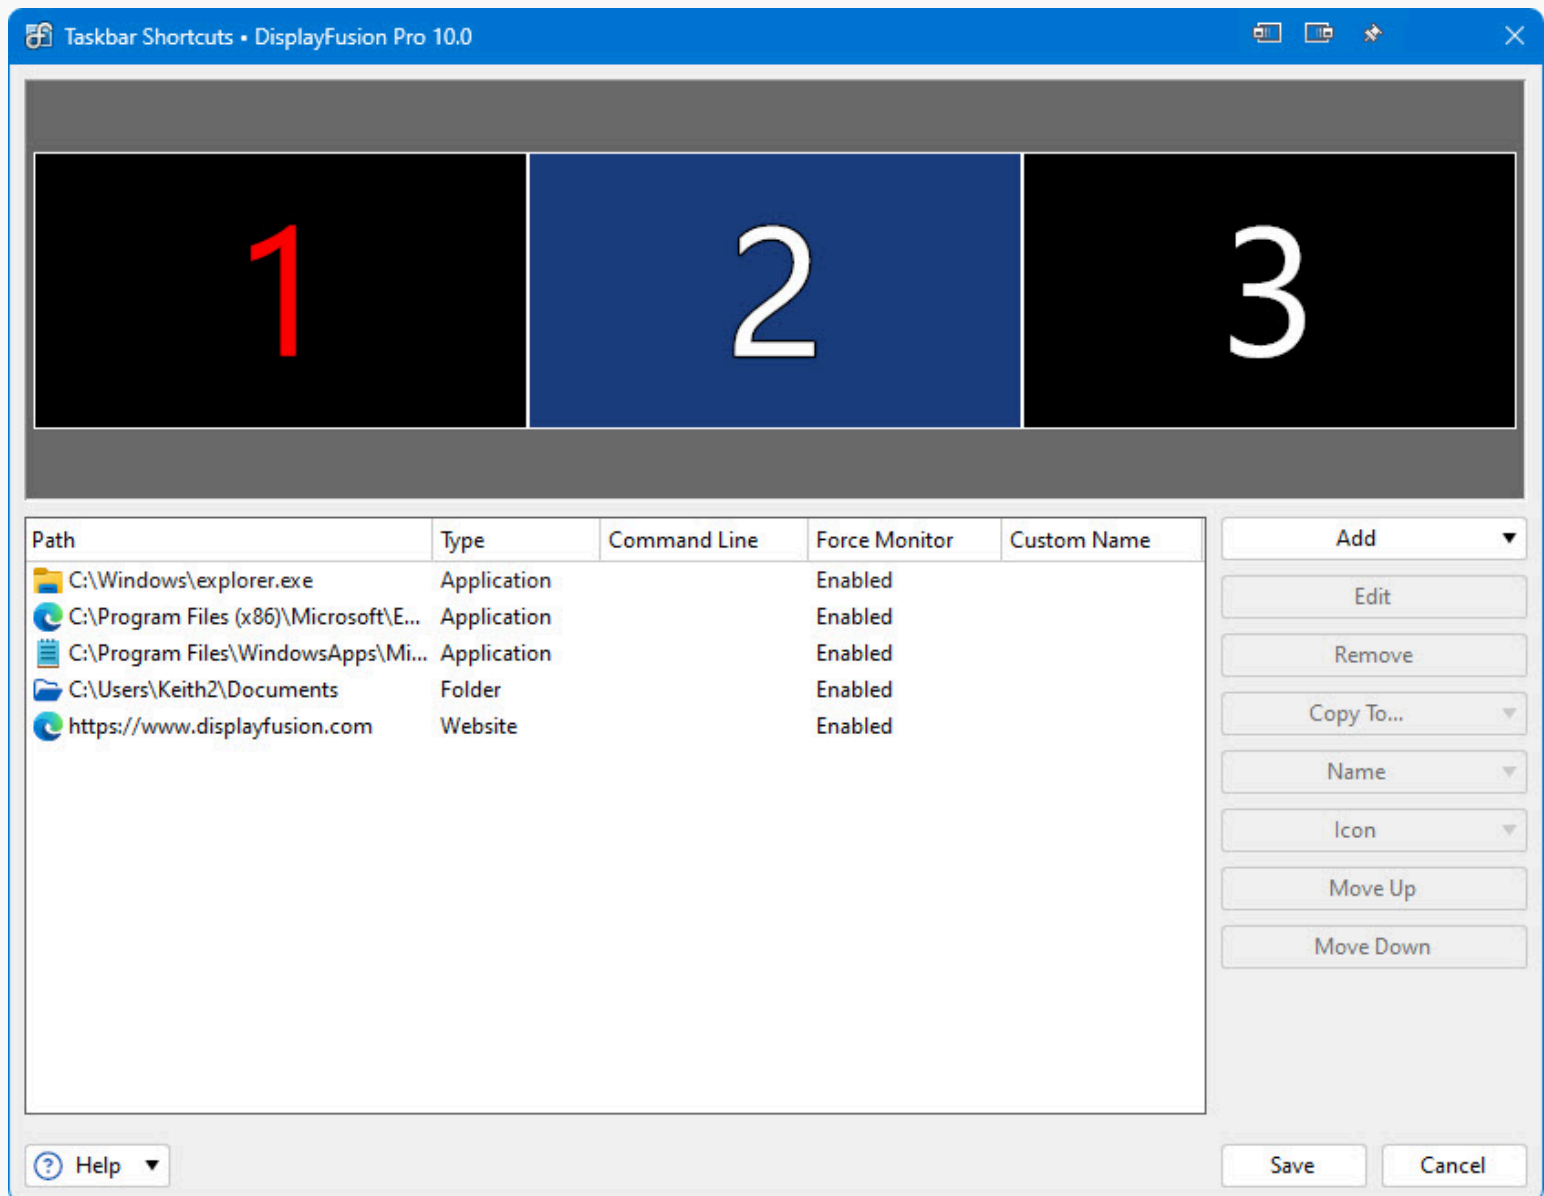 Taskbar Shortcuts • DisplayFusion Pro 10.0
1 2 3
Path Type Command Line Force Monitor Custom Name
C:\Windows\explorer.exe Application Enabled
C:\Program Files (x86)\Microsoft\E... Application Enabled
C:\Program Files\WindowsApps\Mi... Application Enabled
C:\Users\Keith2\Documents Folder Enabled
https://www.displayfusion.com Website Enabled
Add
Edit
Remove
Copy To...
Name
Icon
Move Up
Move Down
Help Save Cancel